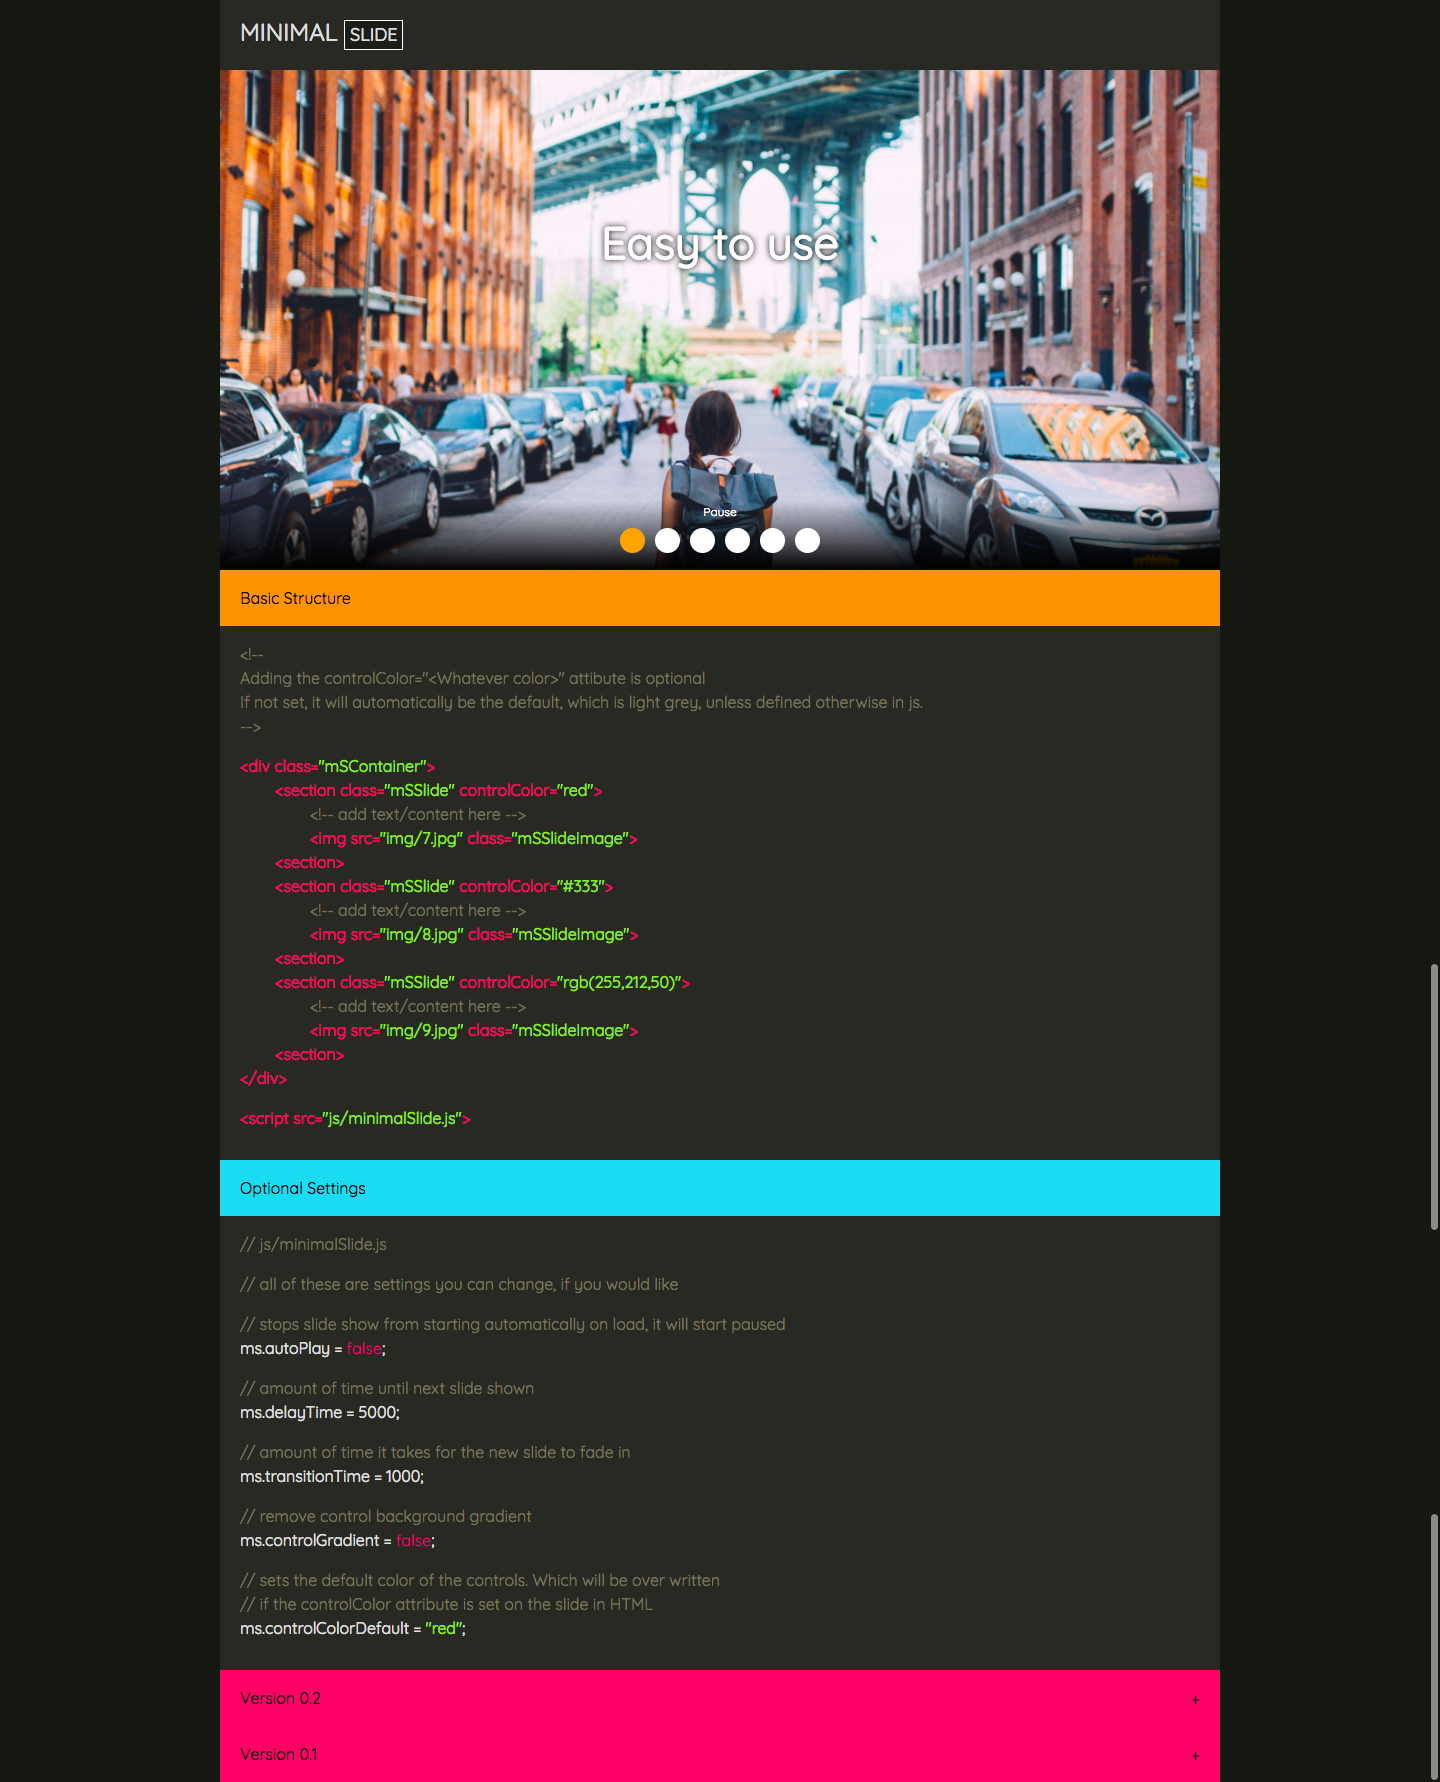 MINIMAL SLIDE
Easy to use
Pause
Basic Structure
<!--
Adding the controlColor="<Whatever color>" attibute is optional
If not set, it will automatically be the default, which is light grey, unless defined otherwise in js.
-->
<div class="mSContainer">
<section class="mSSlide" controlColor="red">
<!-- add text/content here -->
<img src="img/7.jpg" class="mSSlideImage">
<section>
<section class="mSSlide" controlColor="#333">
<!-- add text/content here -->
<img src="img/8.jpg" class="mSSlideImage">
<section>
<section class="mSSlide" controlColor="rgb(255,212,50)">
<!-- add text/content here -->
<img src="img/9.jpg" class="mSSlideImage">
<section>
</div>
<script src="js/minimalSlide.js">
Optional Settings
// js/minimalSlide.js
// all of these are settings you can change, if you would like
// stops slide show from starting automatically on load, it will start paused
ms.autoPlay = false;
// amount of time until next slide shown
ms.delayTime = 5000;
// amount of time it takes for the new slide to fade in
ms.transitionTime = 1000;
// remove control background gradient
ms.controlGradient = false;
// sets the default color of the controls. Which will be over written
// if the controlColor attribute is set on the slide in HTML
ms.controlColorDefault = "red";
Version 0.2 +
Version 0.1 +